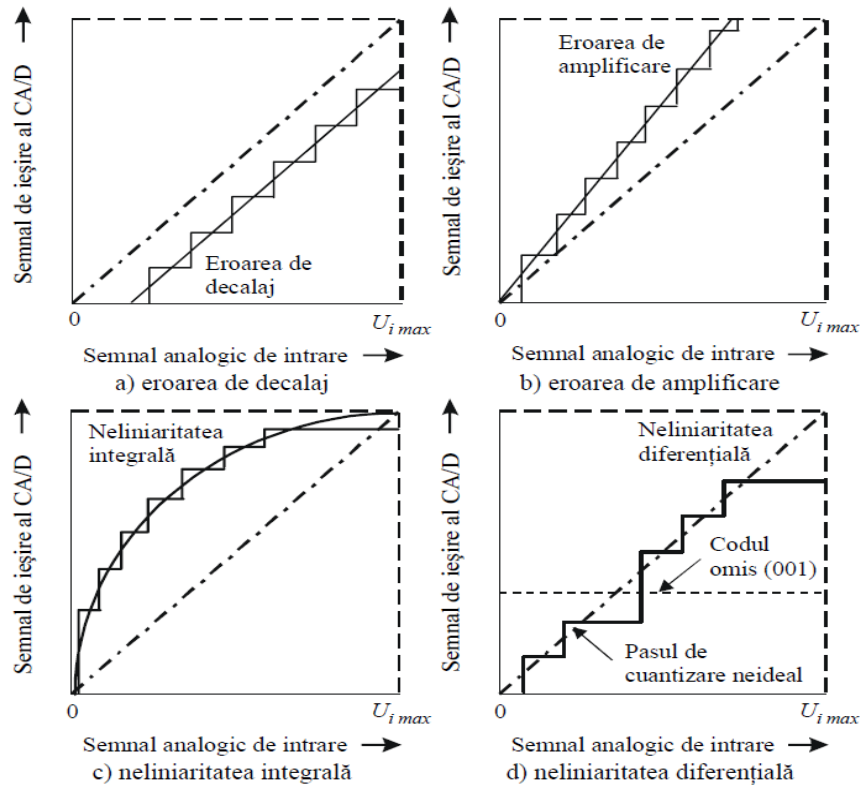 Semnal de ieşire al CA/D
Eroarea de
decalaj
0
U i max
Semnal analogic de intrare
a) eroarea de decalaj
Semnal de ieşire al CA/D
Eroarea de
amplificare
0
U i max
Semnal analogic de intrare
b) eroarea de amplificare
Semnal de ieşire al CA/D
Neliniaritatea
integrală
0
U i max
Semnal analogic de intrare
c) neliniaritatea integrală
Semnal de ieşire al CA/D
Neliniaritatea
diferenţială
Codul
omis (001)
Pasul de
cuantizare neideal
0
U i max
Semnal analogic de intrare
d) neliniaritatea diferenţială